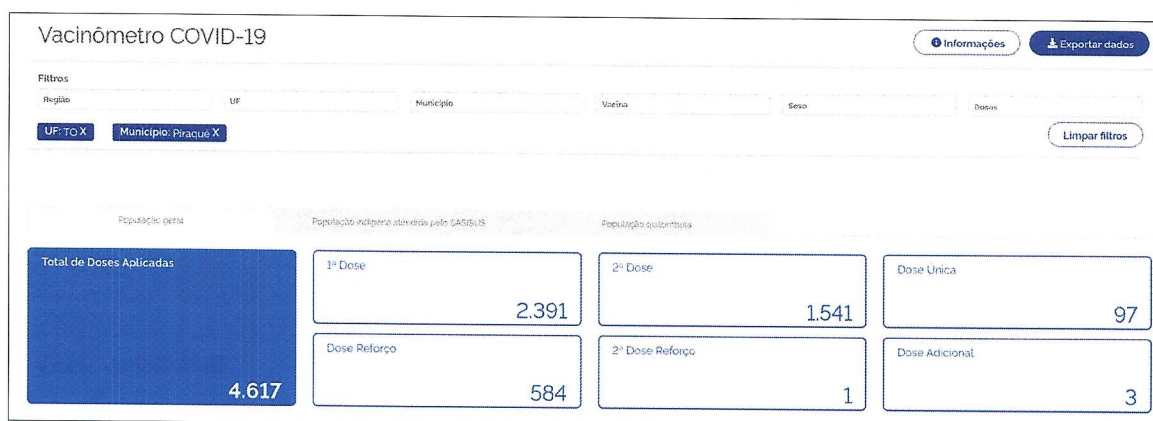 Vacinômetro COVID-19
Informações
Exportar dados
Filtros
Região
UF
Município
Vacina
Sexo
Doses
UF: TO X
Município: Piraquê X
Limpar filtros
População geral
População indígena atendida pelo SASISUS
População quilombola
Total de Doses Aplicadas
4.617
1ª Dose
2.391
2ª Dose
1.541
Dose Única
97
Dose Reforço
584
2ª Dose Reforço
1
Dose Adicional
3